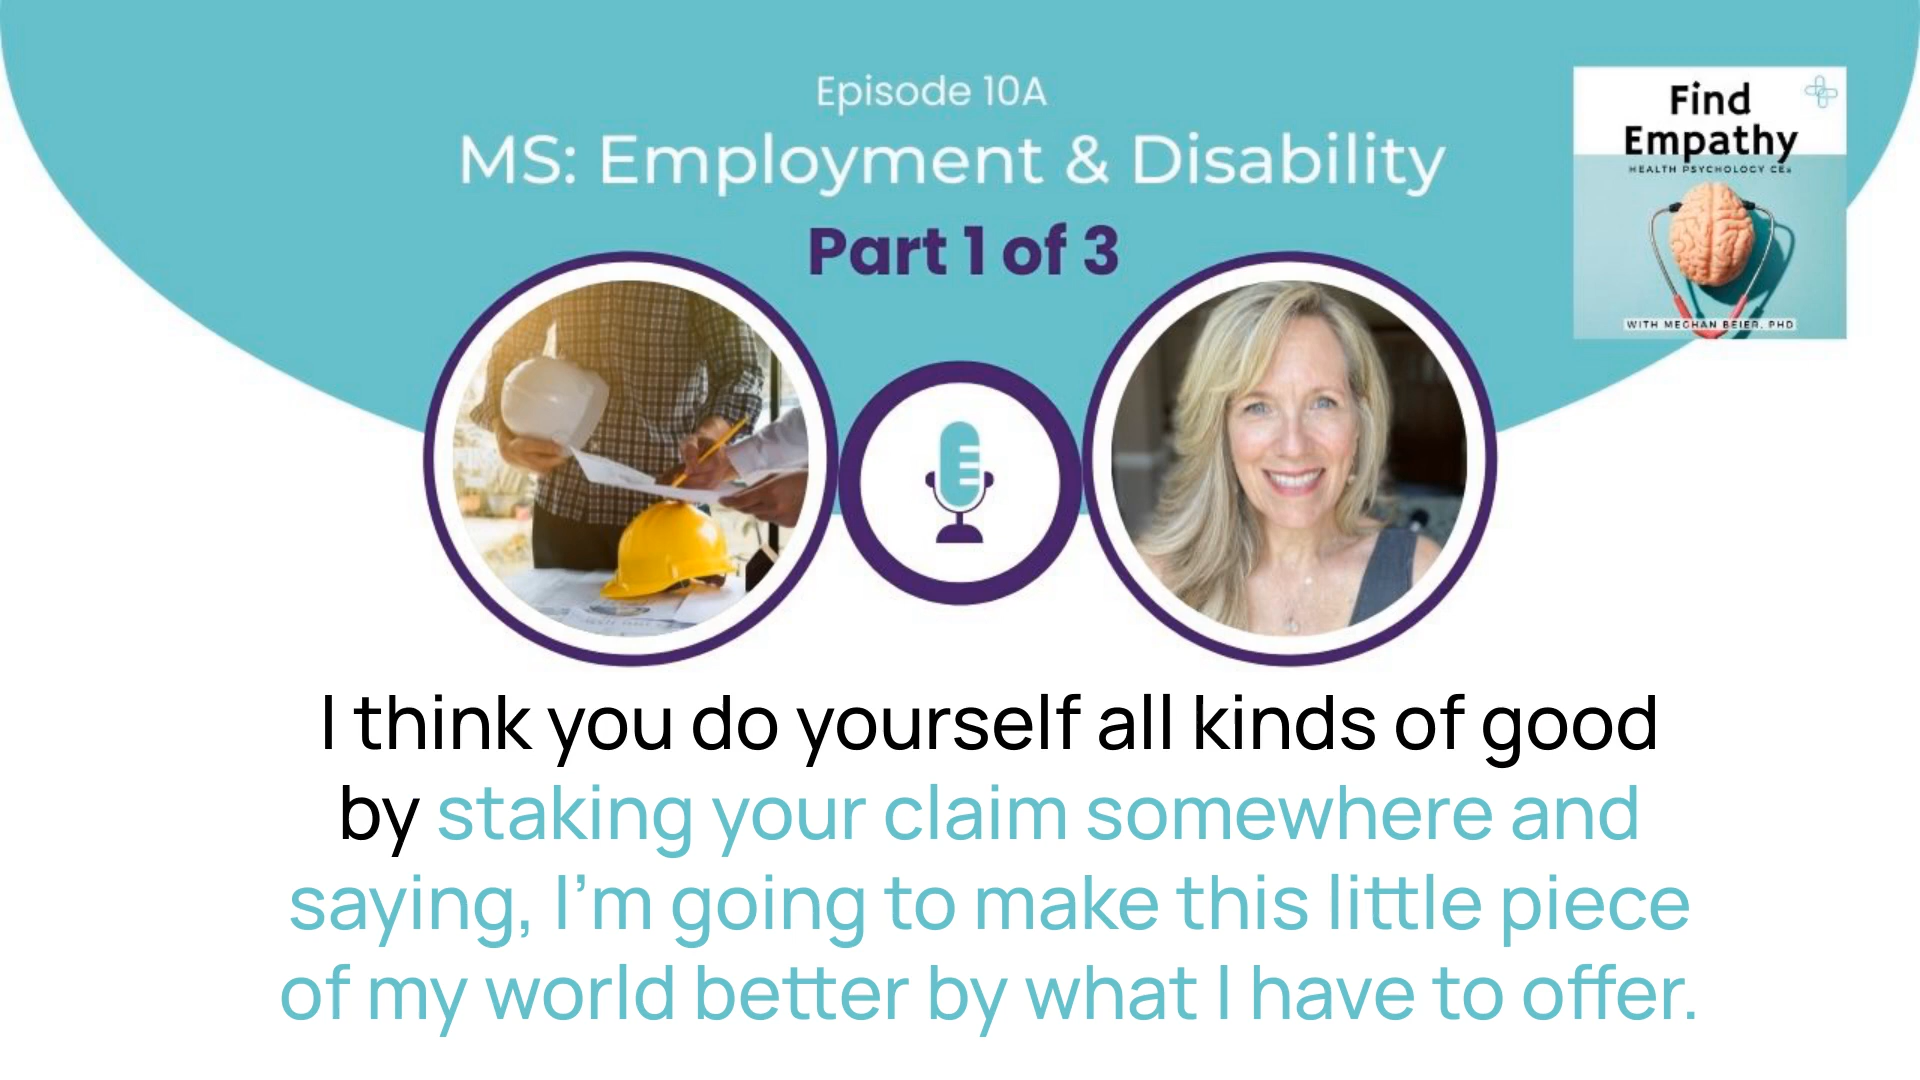 Episode 10A
MS: Employment & Disability
Part 1 of 3
Find
Empathy
HEALTH PSYCHOLOGY CEs
WITH MEGHAN BEIER, PHD
I think you do yourself all kinds of good
by staking your claim somewhere and
saying, I’m going to make this little piece
of my world better by what I have to offer.